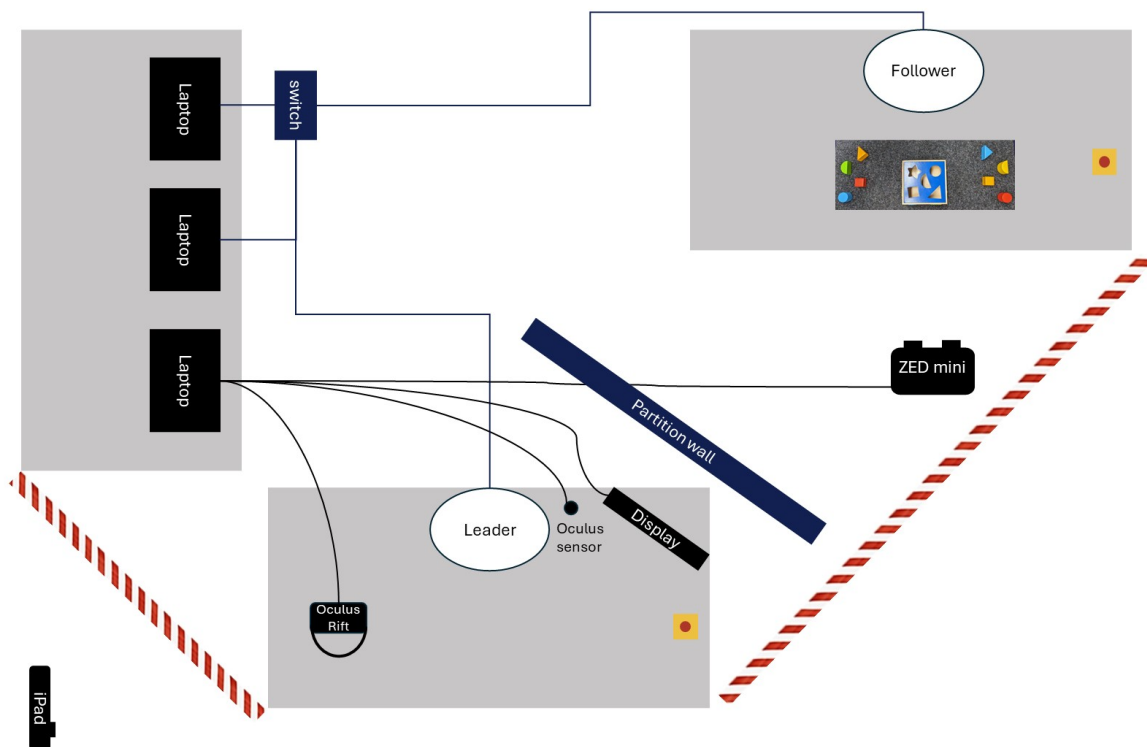 Laptop
switch
Follower
Laptop
Laptop
ZED mini
Partition wall
Leader
Oculus
sensor
Display
Oculus
Rift
iPad